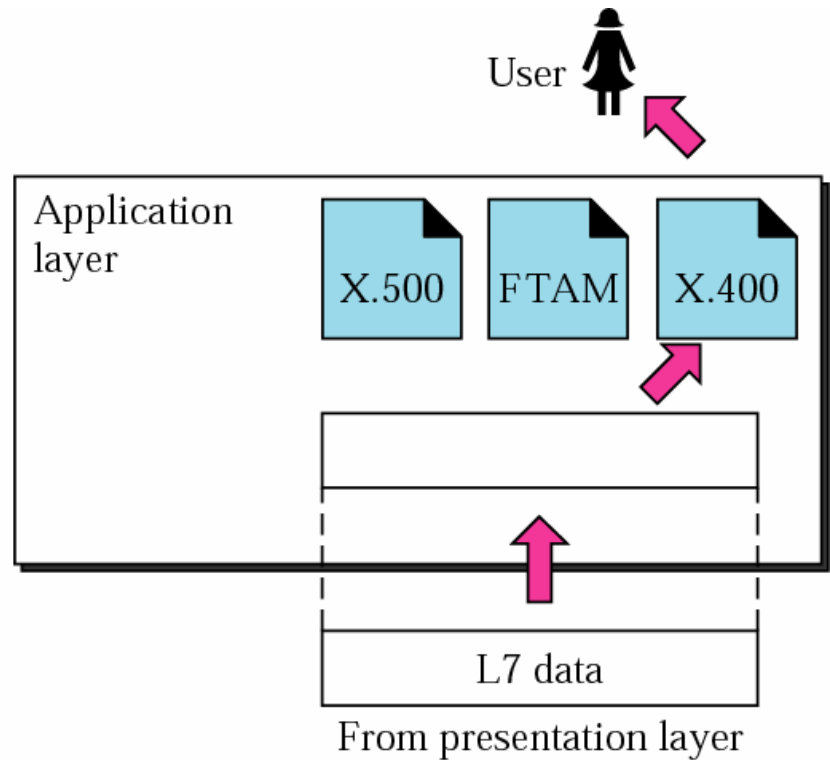 User
Application
layer
X.500
FTAM
X.400
L7 data
From presentation layer